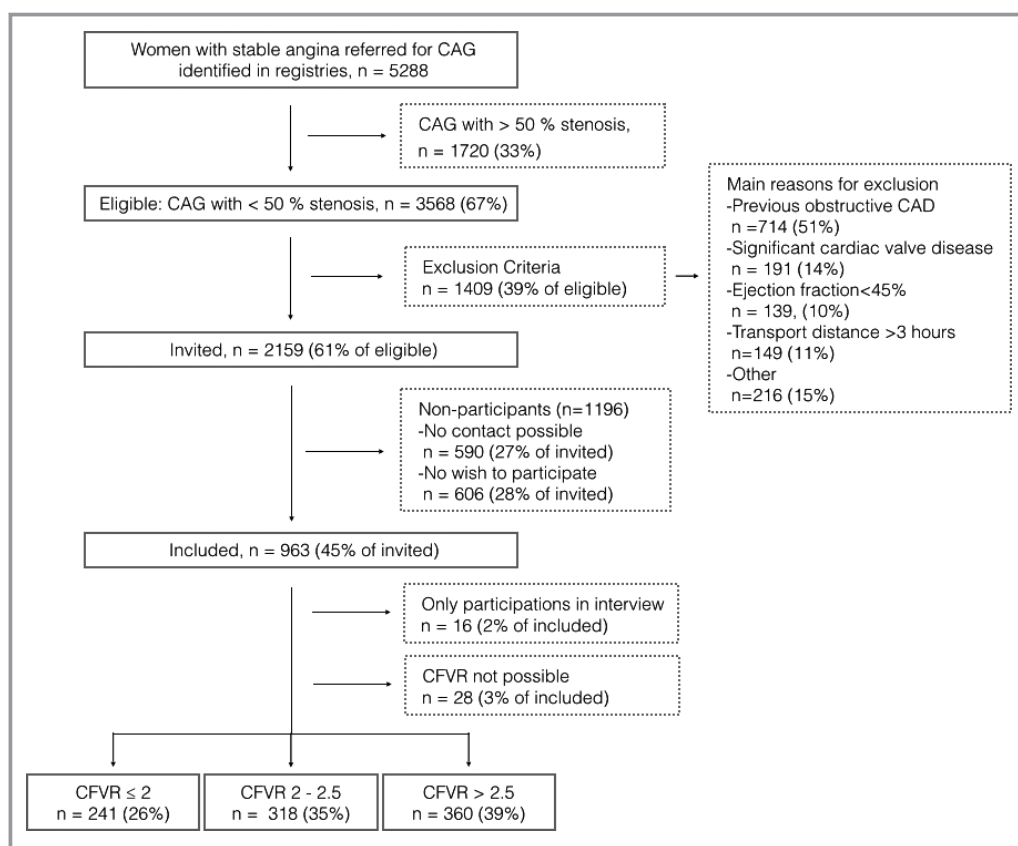 Women with stable angina referred for CAG
identified in registries, n = 5288
CAG with > 50 % stenosis,
n = 1720 (33%)
Eligible: CAG with < 50 % stenosis, n = 3568 (67%)
Exclusion Criteria
n = 1409 (39% of eligible)
Main reasons for exclusion
-Previous obstructive CAD
n =714 (51%)
-Significant cardiac valve disease
n = 191 (14%)
-Ejection fraction<45%
n = 139, (10%)
-Transport distance >3 hours
n=149 (11%)
-Other
n=216 (15%)
Invited, n = 2159 (61% of eligible)
Non-participants (n=1196)
-No contact possible
n = 590 (27% of invited)
-No wish to participate
n = 606 (28% of invited)
Included, n = 963 (45% of invited)
Only participations in interview
n = 16 (2% of included)
CFVR not possible
n = 28 (3% of included)
CFVR ≤ 2
n = 241 (26%)
CFVR 2 - 2.5
n = 318 (35%)
CFVR > 2.5
n = 360 (39%)